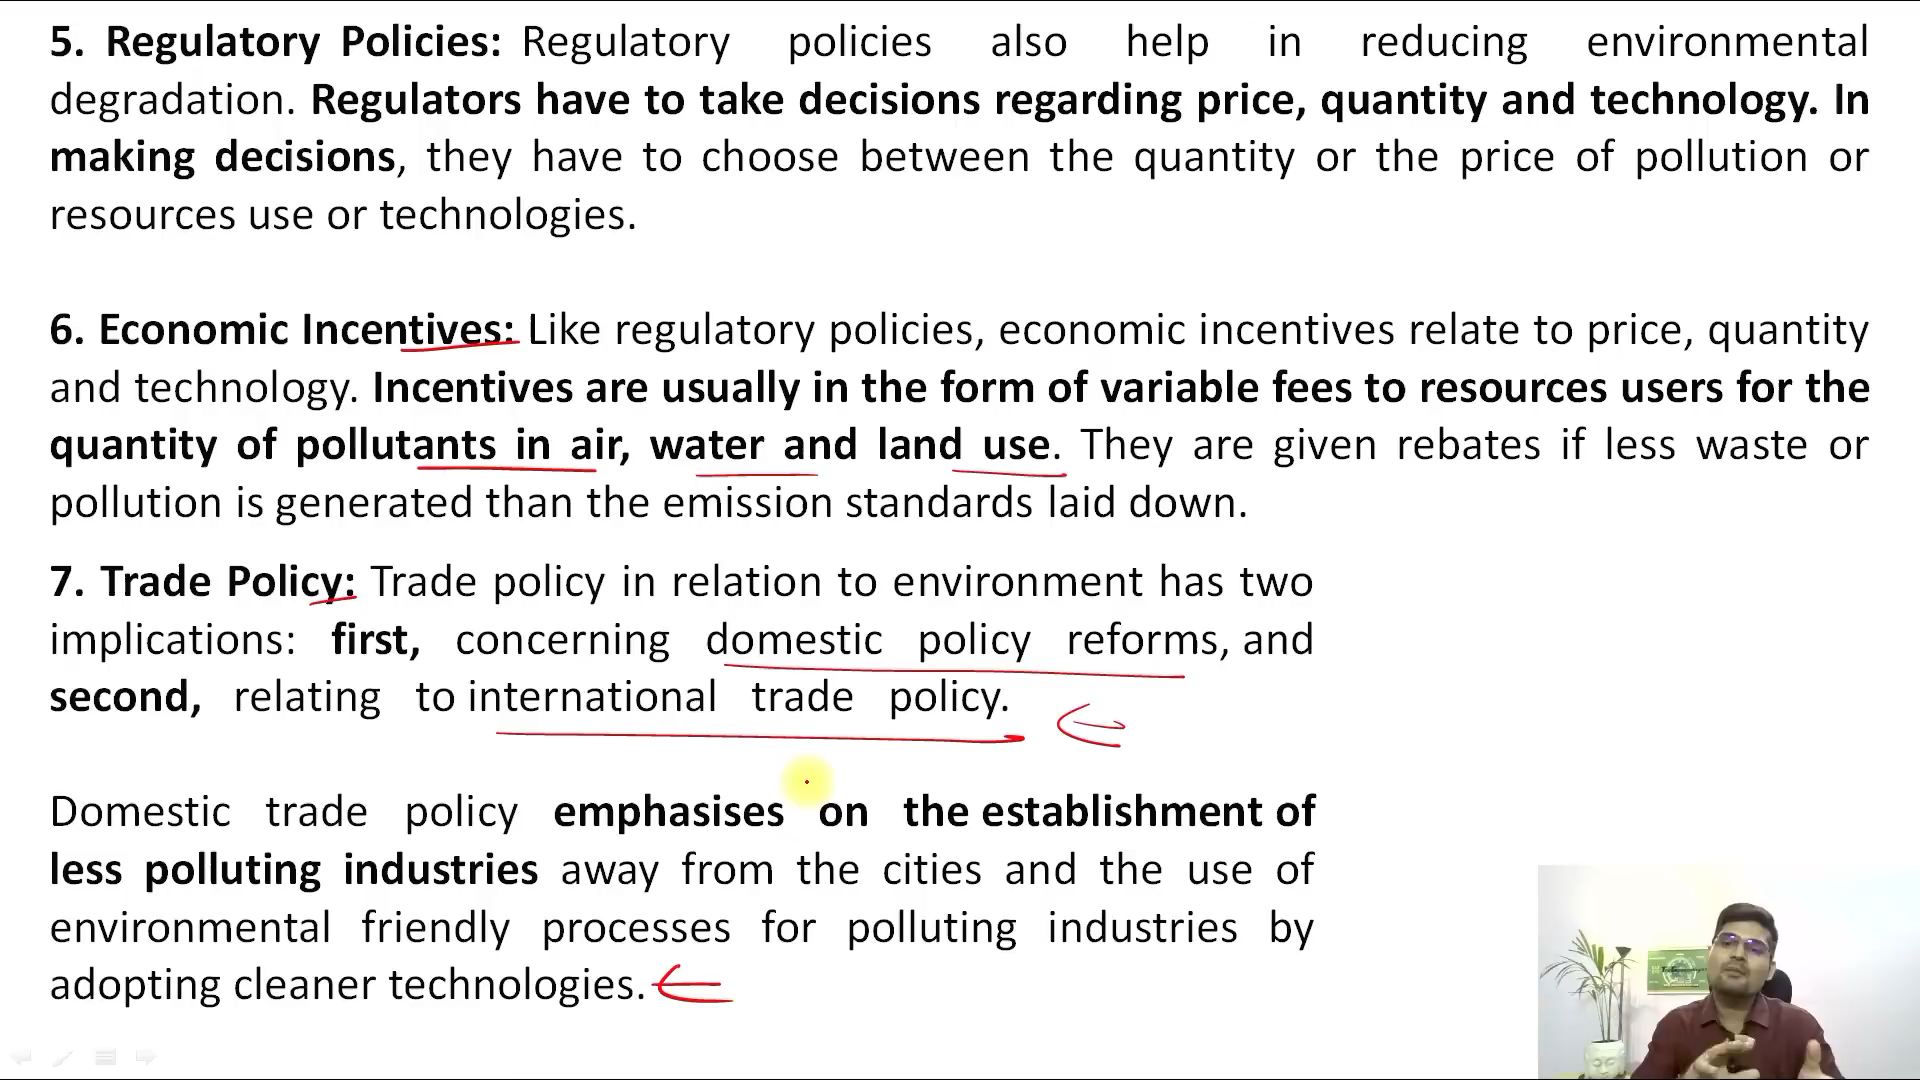 5. Regulatory Policies: Regulatory policies also help in reducing environmental
degradation. Regulators have to take decisions regarding price, quantity and technology. In
making decisions, they have to choose between the quantity or the price of pollution or
resources use or technologies.
6. Economic Incentives: Like regulatory policies, economic incentives relate to price, quantity
and technology. Incentives are usually in the form of variable fees to resources users for the
quantity of pollutants in air, water and land use. They are given rebates if less waste or
pollution is generated than the emission standards laid down.
7. Trade Policy: Trade policy in relation to environment has two
implications: first, concerning domestic policy reforms, and
second, relating to international trade policy.
Domestic trade policy emphasises on the establishment of
less polluting industries away from the cities and the use of
environmental friendly processes for polluting industries by
adopting cleaner technologies.